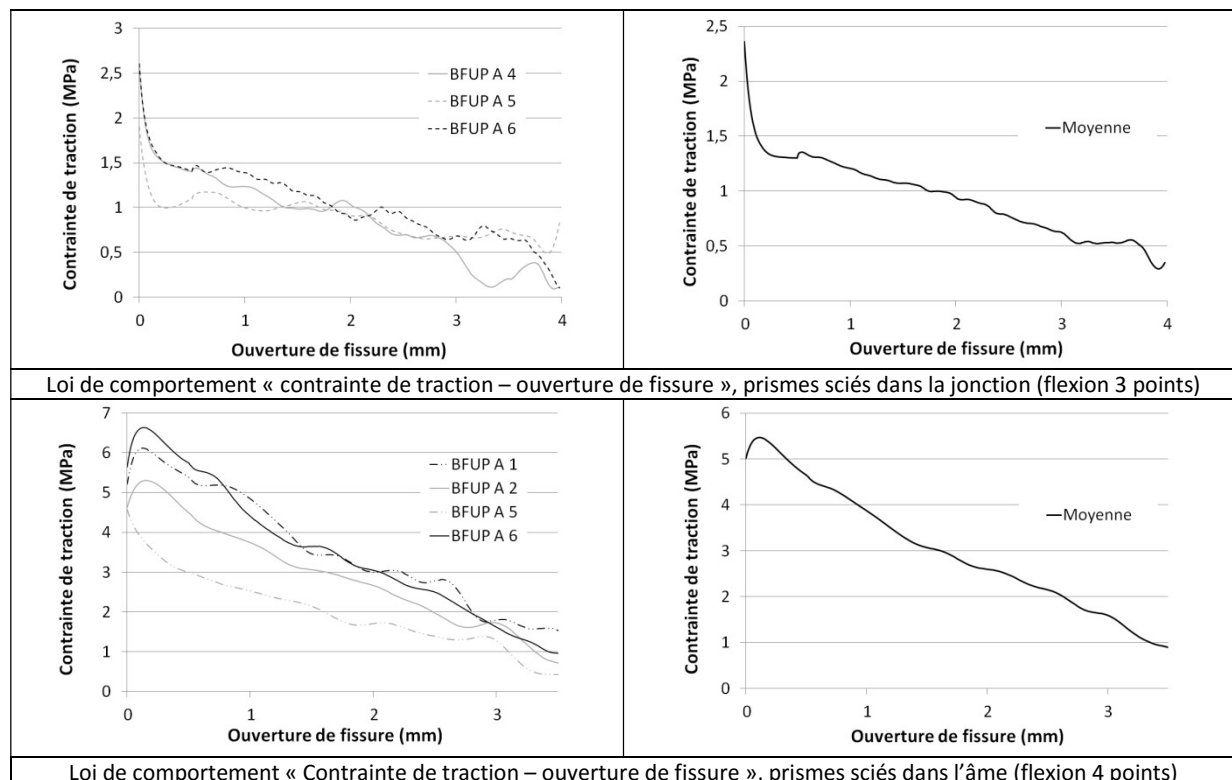 Contrainte de traction (MPa)
3
2,5
2
1,5
1
0,5
0
0 1 2 3 4
BFUP A 4
BFUP A 5
BFUP A 6
Ouverture de fissure (mm)
Contrainte de traction (MPa)
2,5
2
1,5
1
0,5
0
0 1 2 3 4
Moyenne
Ouverture de fissure (mm)
Loi de comportement « contrainte de traction – ouverture de fissure », prismes sciés dans la jonction (flexion 3 points)
Contrainte de traction (MPa)
7
6
5
4
3
2
1
0
0 1 2 3
BFUP A 1
BFUP A 2
BFUP A 5
BFUP A 6
Ouverture de fissure (mm)
Contrainte de traction (MPa)
6
5
4
3
2
1
0
0 1 2 3
Moyenne
Ouverture de fissure (mm)
Loi de comportement « Contrainte de traction – ouverture de fissure », prismes sciés dans l'âme (flexion 4 points)